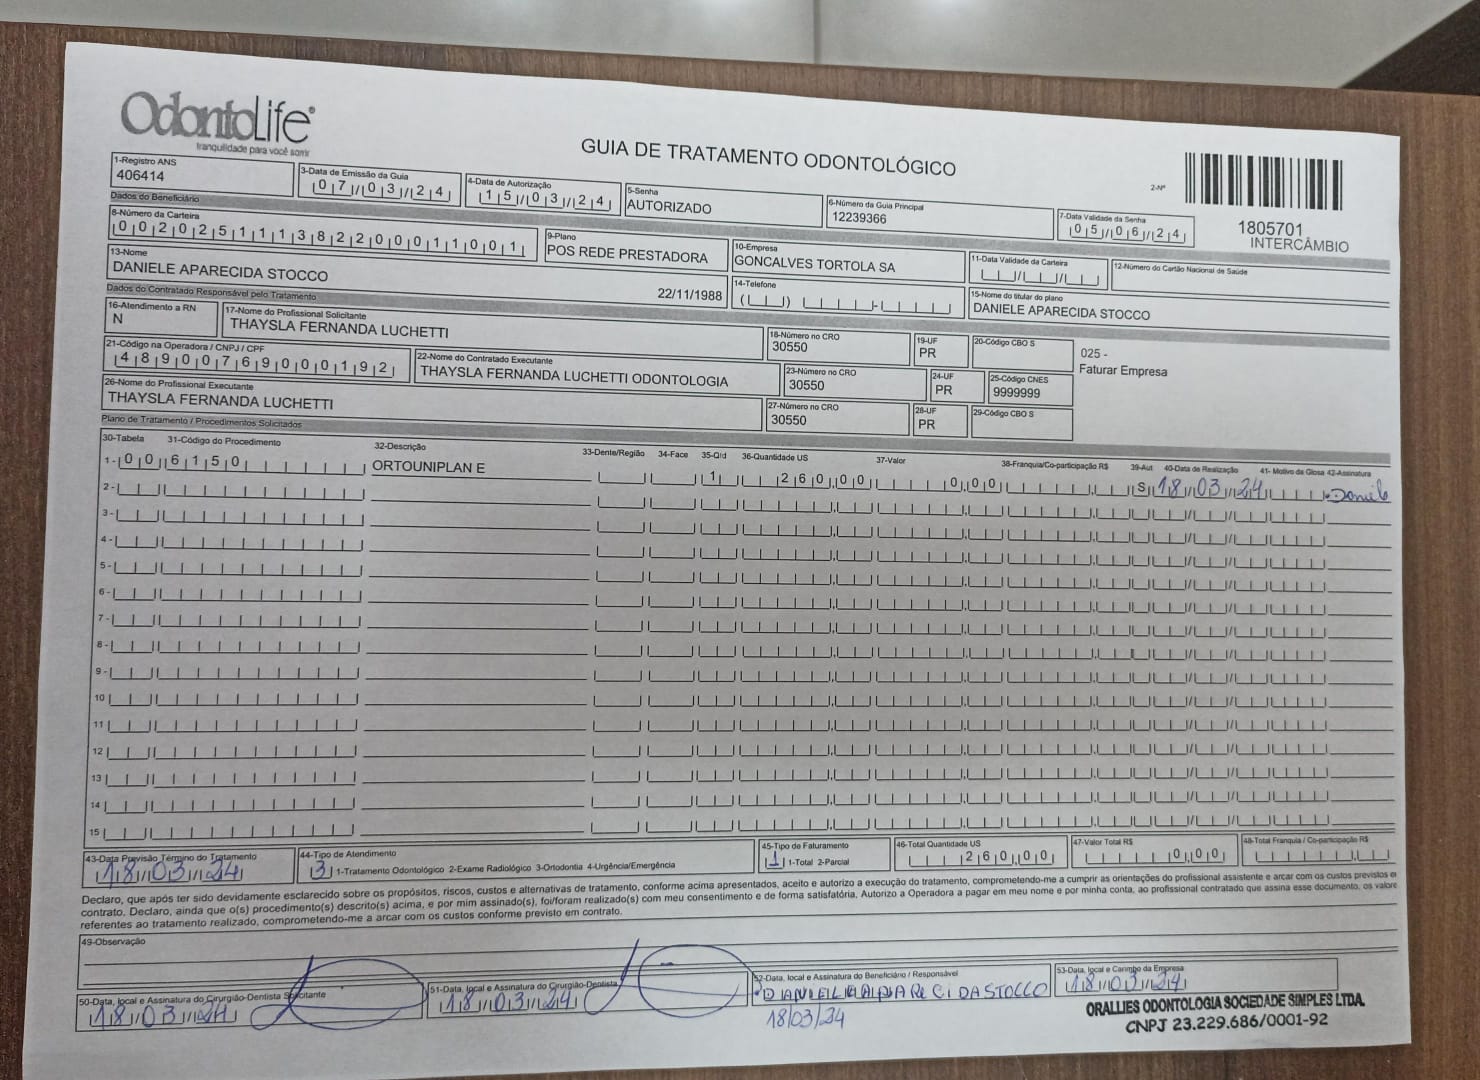 OdontoLife®
tranquilidade para você sorrir
GUIA DE TRATAMENTO ODONTOLÓGICO
2-Nº
1805701
INTERCÂMBIO
1-Registro ANS
406414
3-Data de Emissão da Guia
07/03/24
4-Data de Autorização
15/03/24
5-Senha
AUTORIZADO
6-Número da Guia Principal
12239366
7-Data Validade da Senha
05/06/24
Dados do Beneficiário
8-Número da Carteira
00202511138220001101
9-Plano
POS REDE PRESTADORA
10-Empresa
GONCALVES TORTOLA SA
11-Data Validade da Carteira
12-Número do Cartão Nacional de Saúde
13-Nome
DANIELE APARECIDA STOCCO
22/11/1988
14-Telefone
15-Nome do titular do plano
DANIELE APARECIDA STOCCO
Dados do Contratado Responsável pelo Tratamento
16-Atendimento a RN
N
17-Nome do Profissional Solicitante
THAYSLA FERNANDA LUCHETTI
18-Número no CRO
30550
19-UF
PR
20-Código CBO S
025 -
Faturar Empresa
21-Código na Operadora / CNPJ / CPF
48900769000192
22-Nome do Contratado Executante
THAYSLA FERNANDA LUCHETTI ODONTOLOGIA
23-Número no CRO
30550
24-UF
PR
25-Código CNES
9999999
26-Nome do Profissional Executante
THAYSLA FERNANDA LUCHETTI
27-Número no CRO
30550
28-UF
PR
29-Código CBO S
Plano de Tratamento / Procedimentos Solicitados
30-Tabela 31-Código do Procedimento 32-Descrição 33-Dente/Região 34-Face 35-Qtd 36-Quantidade US 37-Valor 38-Franquia/Co-participação R$ 39-Aut 40-Data de Realização 41- Motivo da Glosa 42-Assinatura
1- 00 6150 ORTOUNIPLAN E 1 260,00 0,00 S 18/03/24
2-
3-
4-
5-
6-
7-
8-
9-
10
11
12
13
14
15
43-Data Previsão Término do Tratamento
18/03/24
44-Tipo de Atendimento
3 1-Tratamento Odontológico 2-Exame Radiológico 3-Ortodontia 4-Urgência/Emergência
45-Tipo de Faturamento
1 1-Total 2-Parcial
46-Total Quantidade US
260,00
47-Valor Total R$
0,00
48-Total Franquia / Co-participação R$
Declaro, que após ter sido devidamente esclarecido sobre os propósitos, riscos, custos e alternativas de tratamento, conforme acima apresentados, aceito e autorizo a execução do tratamento, comprometendo-me a cumprir as orientações do profissional assistente e arcar com os custos previstos
contrato. Declaro, ainda que o(s) procedimento(s) descrito(s) acima, e por mim assinado(s), foi/foram realizado(s) com meu consentimento e de forma satisfatória. Autorizo a Operadora a pagar em meu nome e por minha conta, ao profissional contratado que assina esse documento, os valore
referentes ao tratamento realizado, comprometendo-me a arcar com os custos conforme previsto em contrato.
49-Observação
50-Data, local e Assinatura do Cirurgião-Dentista Solicitante
18/03/24
51-Data, local e Assinatura do Cirurgião-Dentista
18/03/24
52-Data, local e Assinatura do Beneficiário / Responsável
DANIELE APARECIDA STOCCO
18/03/24
53-Data, local e Carimbo da Empresa
18/03/24
ORALLIES ODONTOLOGIA SOCIEDADE SIMPLES LTDA.
CNPJ 23.229.686/0001-92